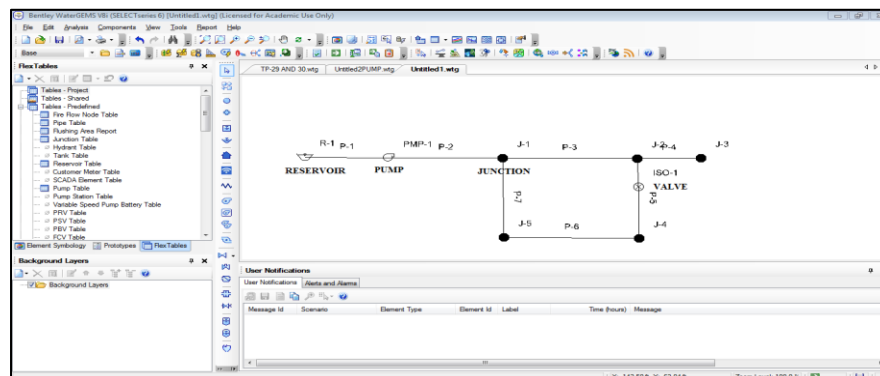 Bentley WaterGEMS V8i (SELECTseries 6) [Untitled1.wtg] (Licensed for Academic Use Only)
File Edit Analysis Components View Tools Report Help
Base
FlexTables
TP-29 AND 30.wtg Untitled2PUMP.wtg Untitled1.wtg
Tables - Project
Tables - Shared
Tables - Predefined
Fire Flow Node Table
Pipe Table
Flushing Area Report
Junction Table
Hydrant Table
Tank Table
Reservoir Table
Customer Meter Table
SCADA Element Table
Pump Table
Pump Station Table
Variable Speed Pump Battery Table
PRV Table
PSV Table
PBV Table
FCV Table
Element Symbology Prototypes FlexTables
R-1 P-1 PMP-1 P-2 J-1 P-3 J-2 P-4 J-3
RESERVOIR PUMP JUNCTION ISO-1
VALVE
P-7 P-5
J-5 P-6 J-4
Background Layers
Background Layers
User Notifications
User Notifications Alerts and Alarms
Message Id Scenario Element Type Element Id Label Time (hours) Message